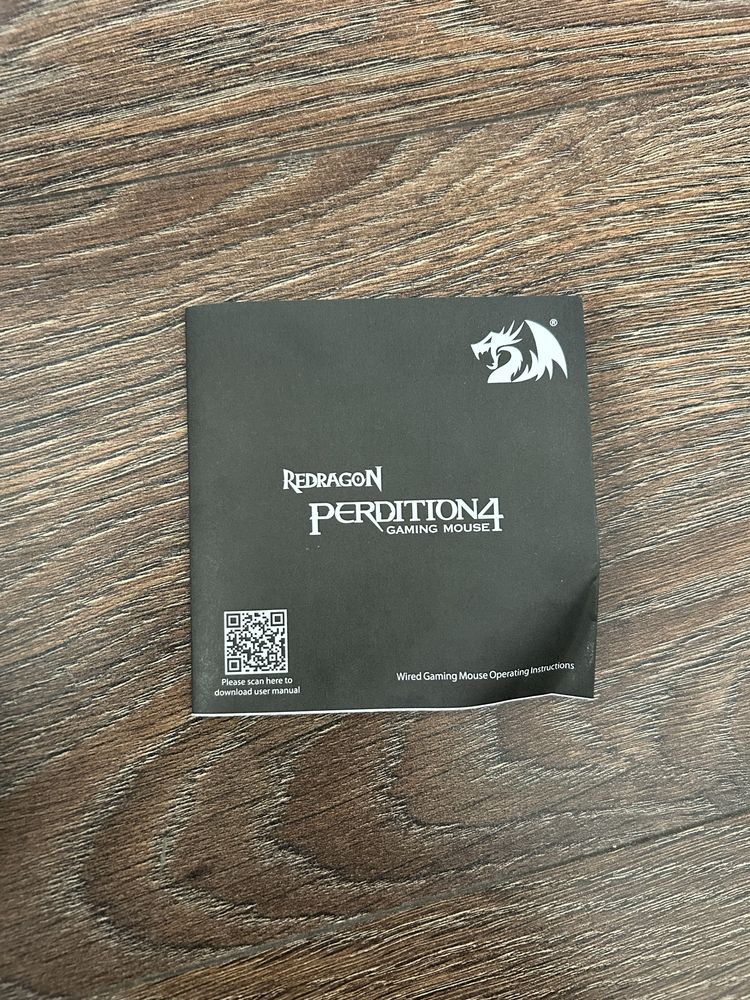 ®
REDRAGON
PERDITION4
GAMING MOUSE
Please scan here to
download user manual
Wired Gaming Mouse Operating Instructions